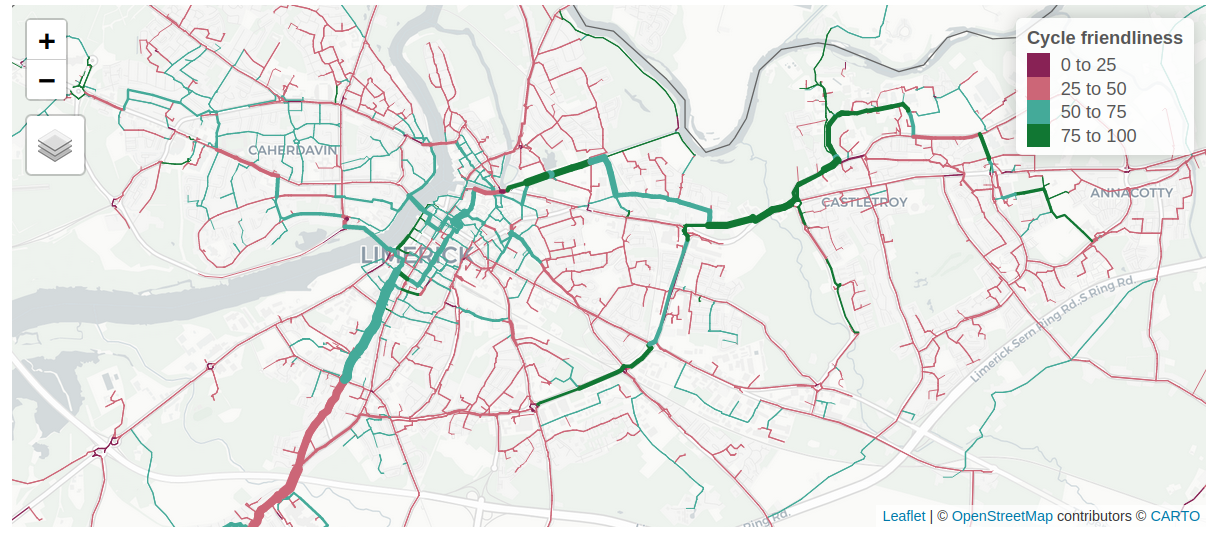 +
−
Cycle friendliness
0 to 25
25 to 50
50 to 75
75 to 100
CAHERDAVIN
CASTLETROY
ANNACOTTY
LIMERICK
Limerick Sern Ring Rd.;S Ring Rd.
Ring Rd.
Leaflet | © OpenStreetMap contributors © CARTO